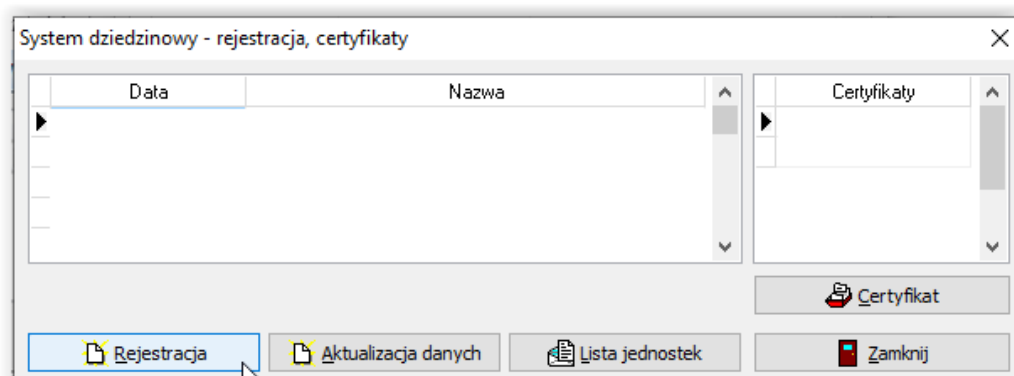 System dziedzinowy - rejestracja, certyfikaty
Data Nazwa Certyfikaty
Certyfikat
Rejestracja Aktualizacja danych Lista jednostek Zamknij